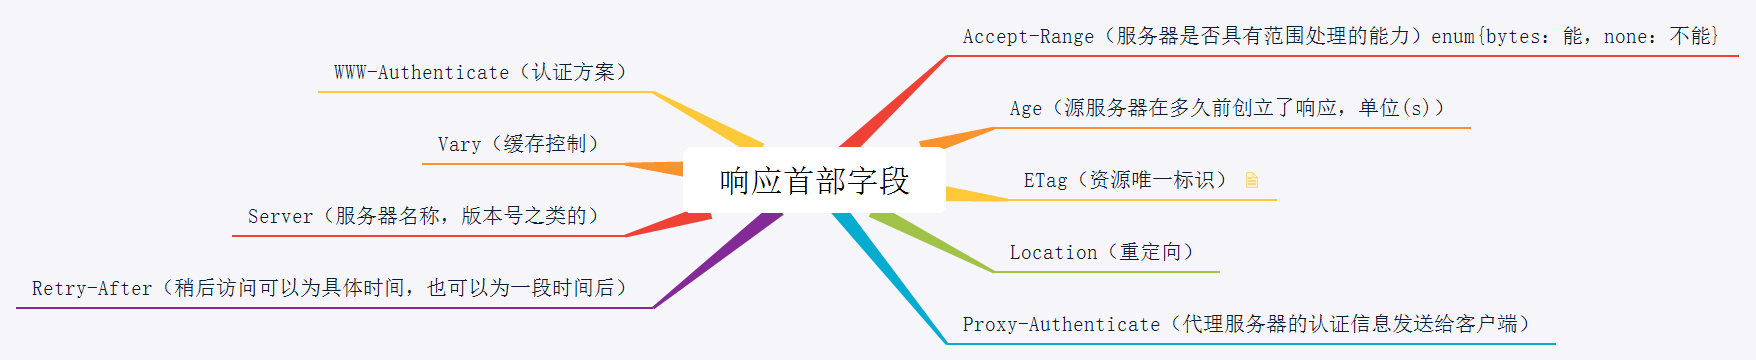 响应首部字段
Accept-Range（服务器是否具有范围处理的能力）enum{bytes: 能, none: 不能}
Age（源服务器在多久前创立了响应, 单位(s)）
ETag（资源唯一标识）
Location（重定向）
Proxy-Authenticate（代理服务器的认证信息发送给客户端）
WWW-Authenticate（认证方案）
Vary（缓存控制）
Server（服务器名称, 版本号之类的）
Retry-After（稍后访问可以为具体时间, 也可以为一段时间后）